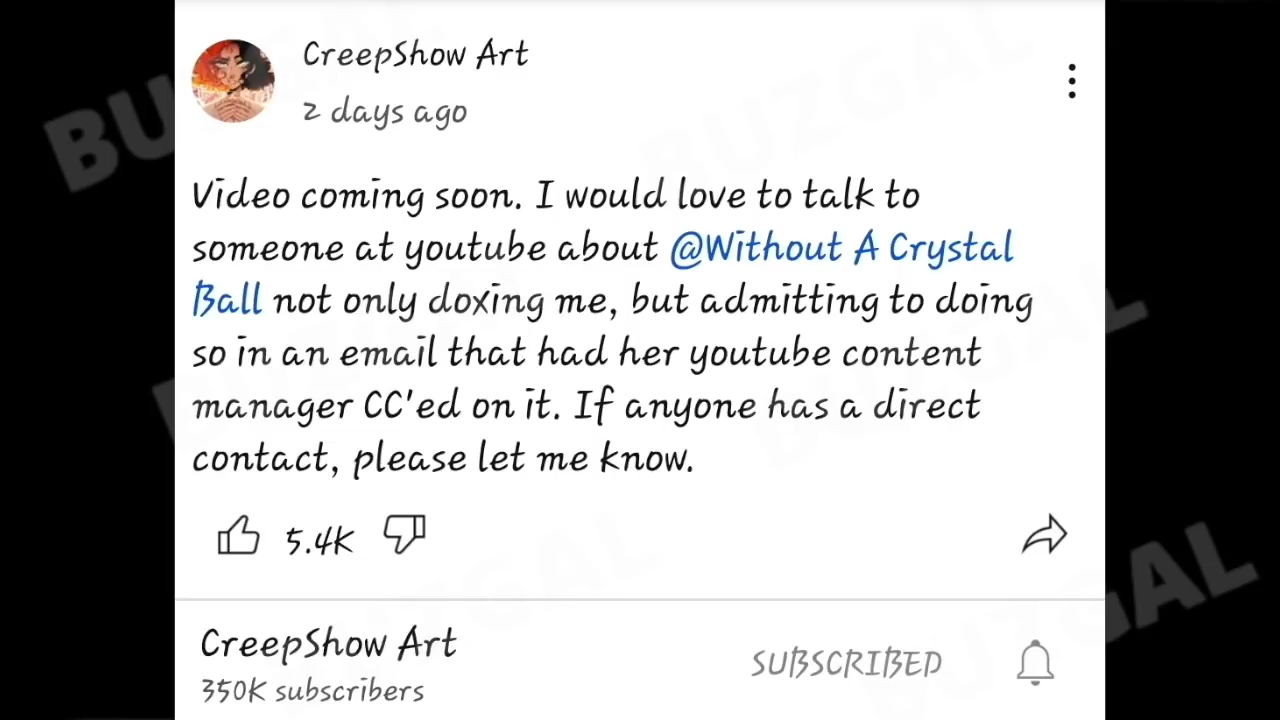 CreepShow Art
2 days ago
Video coming soon. I would love to talk to
someone at youtube about @Without A Crystal
Ball not only doxing me, but admitting to doing
so in an email that had her youtube content
manager CC'ed on it. If anyone has a direct
contact, please let me know.
5.4K
CreepShow Art
350K subscribers
SUBSCRIBED
BUZGAL
BUZGAL